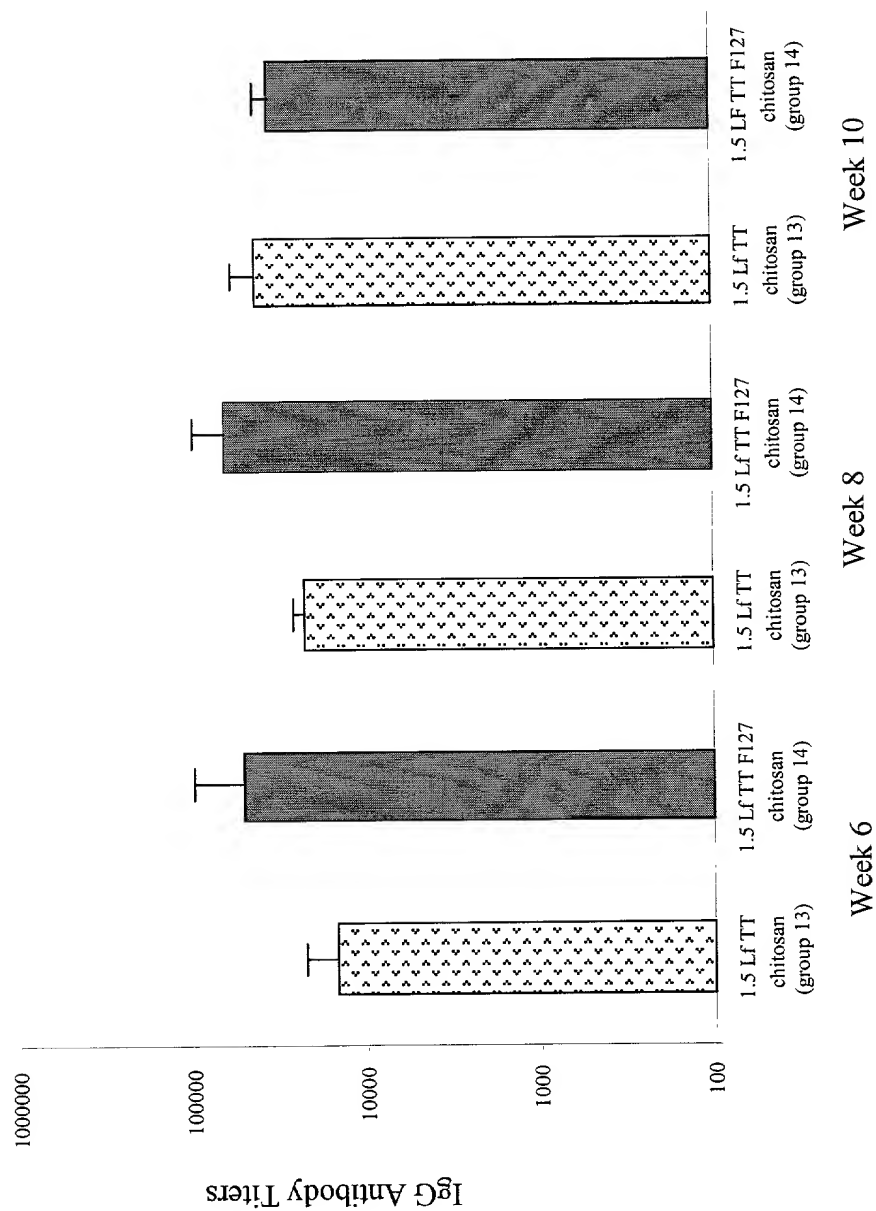 IgG Antibody Titers
1000000
100000
10000
1000
100
1.5 Lf TT
chitosan
(group 13)
1.5 Lf TT F127
chitosan
(group 14)
Week 6
1.5 Lf TT
chitosan
(group 13)
1.5 Lf TT F127
chitosan
(group 14)
Week 8
1.5 Lf TT
chitosan
(group 13)
1.5 LF TT F127
chitosan
(group 14)
Week 10